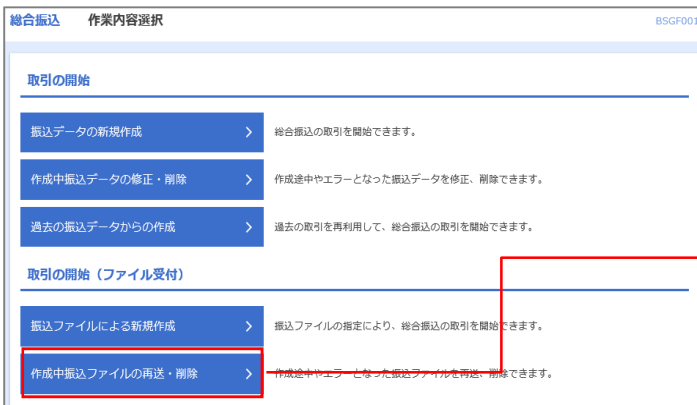 総合振込 作業内容選択 BSGF001
取引の開始
振込データの新規作成 総合振込の取引を開始できます。
作成中振込データの修正・削除 作成途中やエラーとなった振込データを修正、削除できます。
過去の振込データからの作成 過去の取引を再利用して、総合振込の取引を開始できます。
取引の開始（ファイル受付）
振込ファイルによる新規作成 振込ファイルの指定により、総合振込の取引を開始できます。
作成中振込ファイルの再送・削除 作成途中やエラーとなった振込ファイルを再送、削除できます。